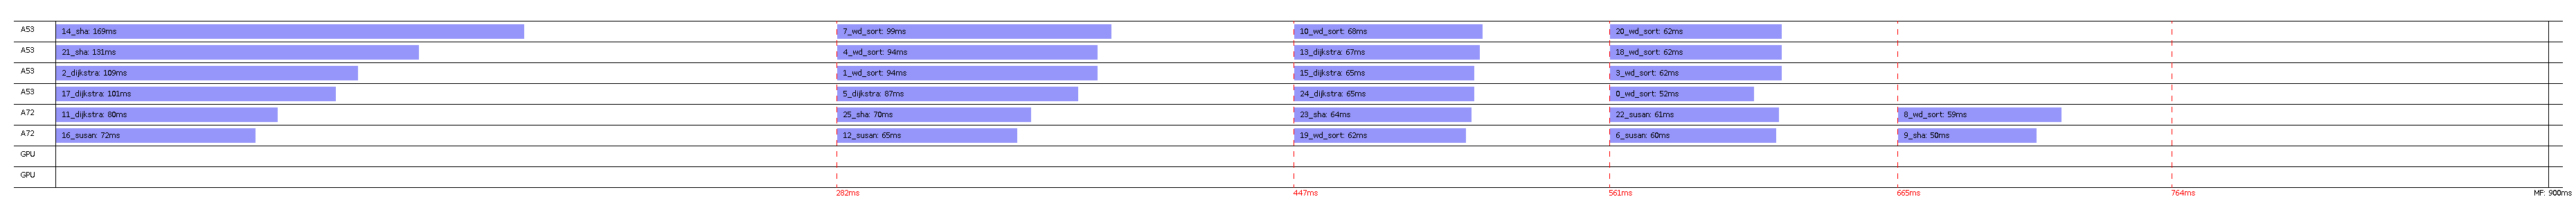 A53 14_sha: 169ms 7_wd_sort: 99ms 10_wd_sort: 68ms 20_wd_sort: 62ms
A53 21_sha: 131ms 4_wd_sort: 94ms 13_dijkstra: 67ms 18_wd_sort: 62ms
A53 2_dijkstra: 109ms 1_wd_sort: 94ms 15_dijkstra: 65ms 3_wd_sort: 62ms
A53 17_dijkstra: 101ms 5_dijkstra: 87ms 24_dijkstra: 65ms 0_wd_sort: 52ms
A72 11_dijkstra: 80ms 25_sha: 70ms 23_sha: 64ms 22_susan: 61ms 8_wd_sort: 59ms
A72 16_susan: 72ms 12_susan: 65ms 19_wd_sort: 62ms 6_susan: 60ms 9_sha: 50ms
GPU
GPU
282ms 447ms 561ms 665ms 764ms MF: 900ms